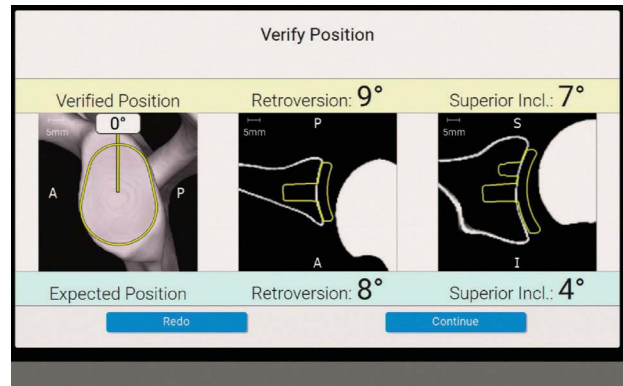 Verify Position
Verified Position Retroversion: 9° Superior Incl.: 7°
5mm 0° A P
5mm P A
5mm S I
Expected Position Retroversion: 8° Superior Incl.: 4°
Redo Continue